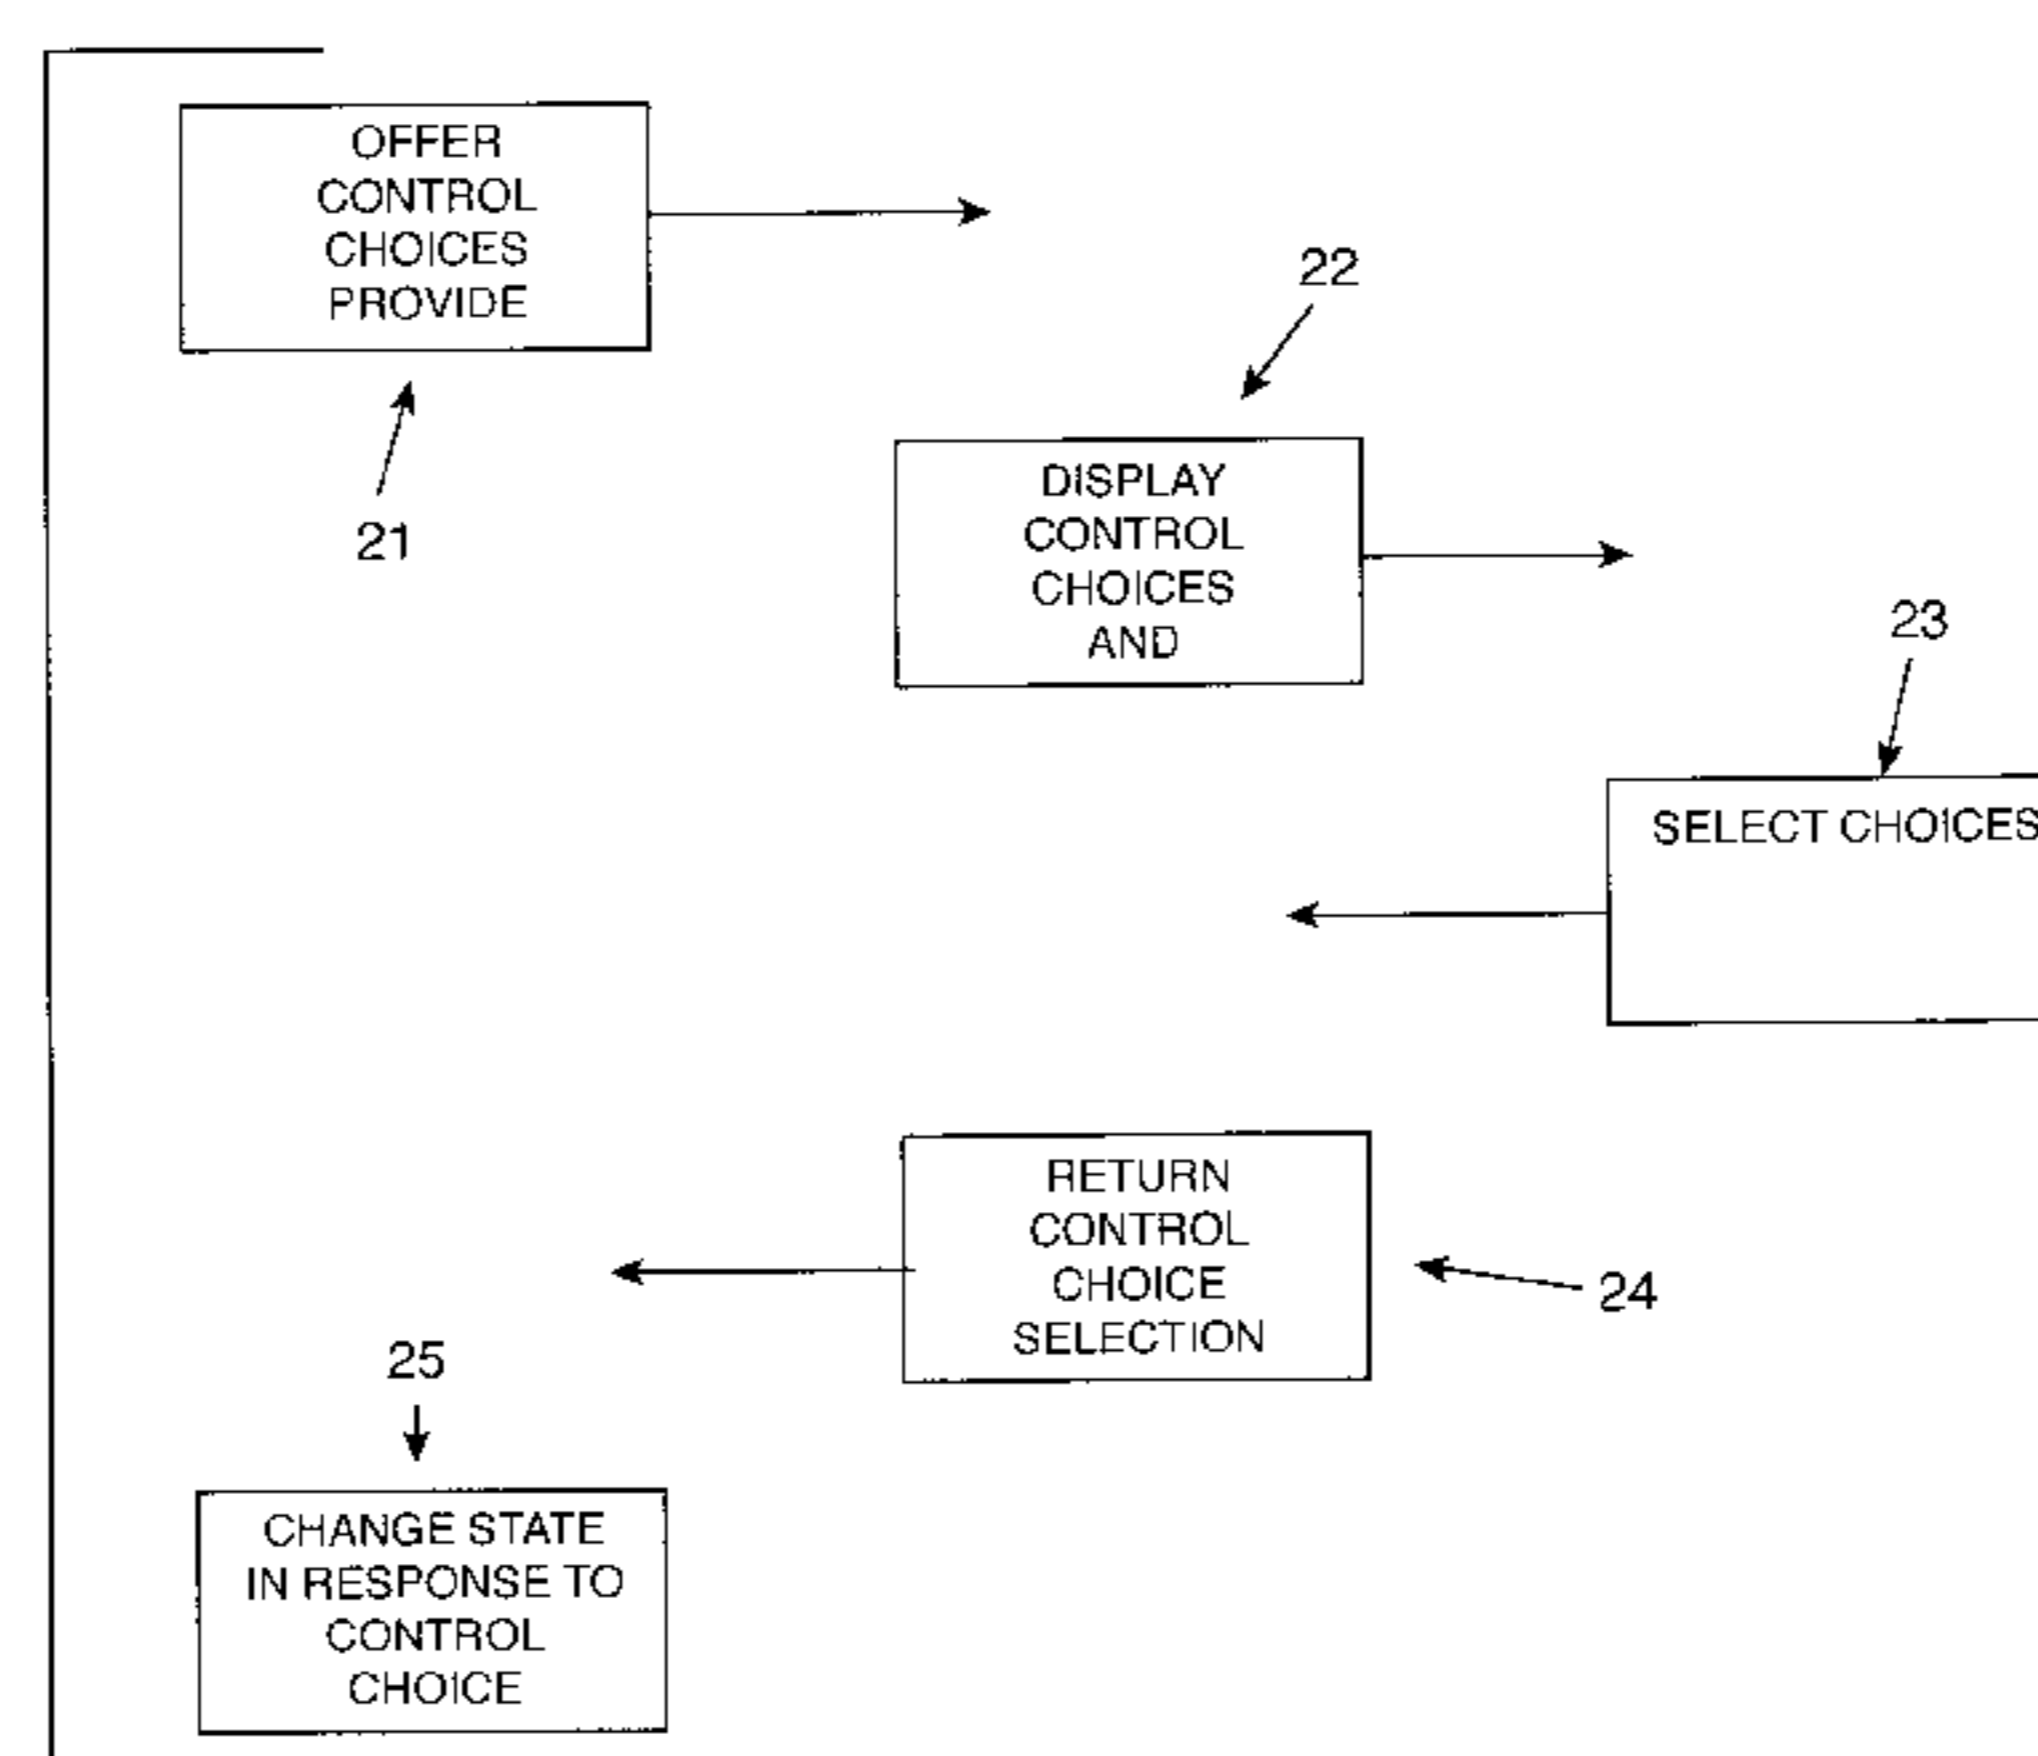 OFFER
CONTROL
CHOICES
PROVIDE
21
22
DISPLAY
CONTROL
CHOICES
AND
23
SELECT CHOICES
RETURN
CONTROL
CHOICE
SELECTION
24
25
CHANGE STATE
IN RESPONSE TO
CONTROL
CHOICE